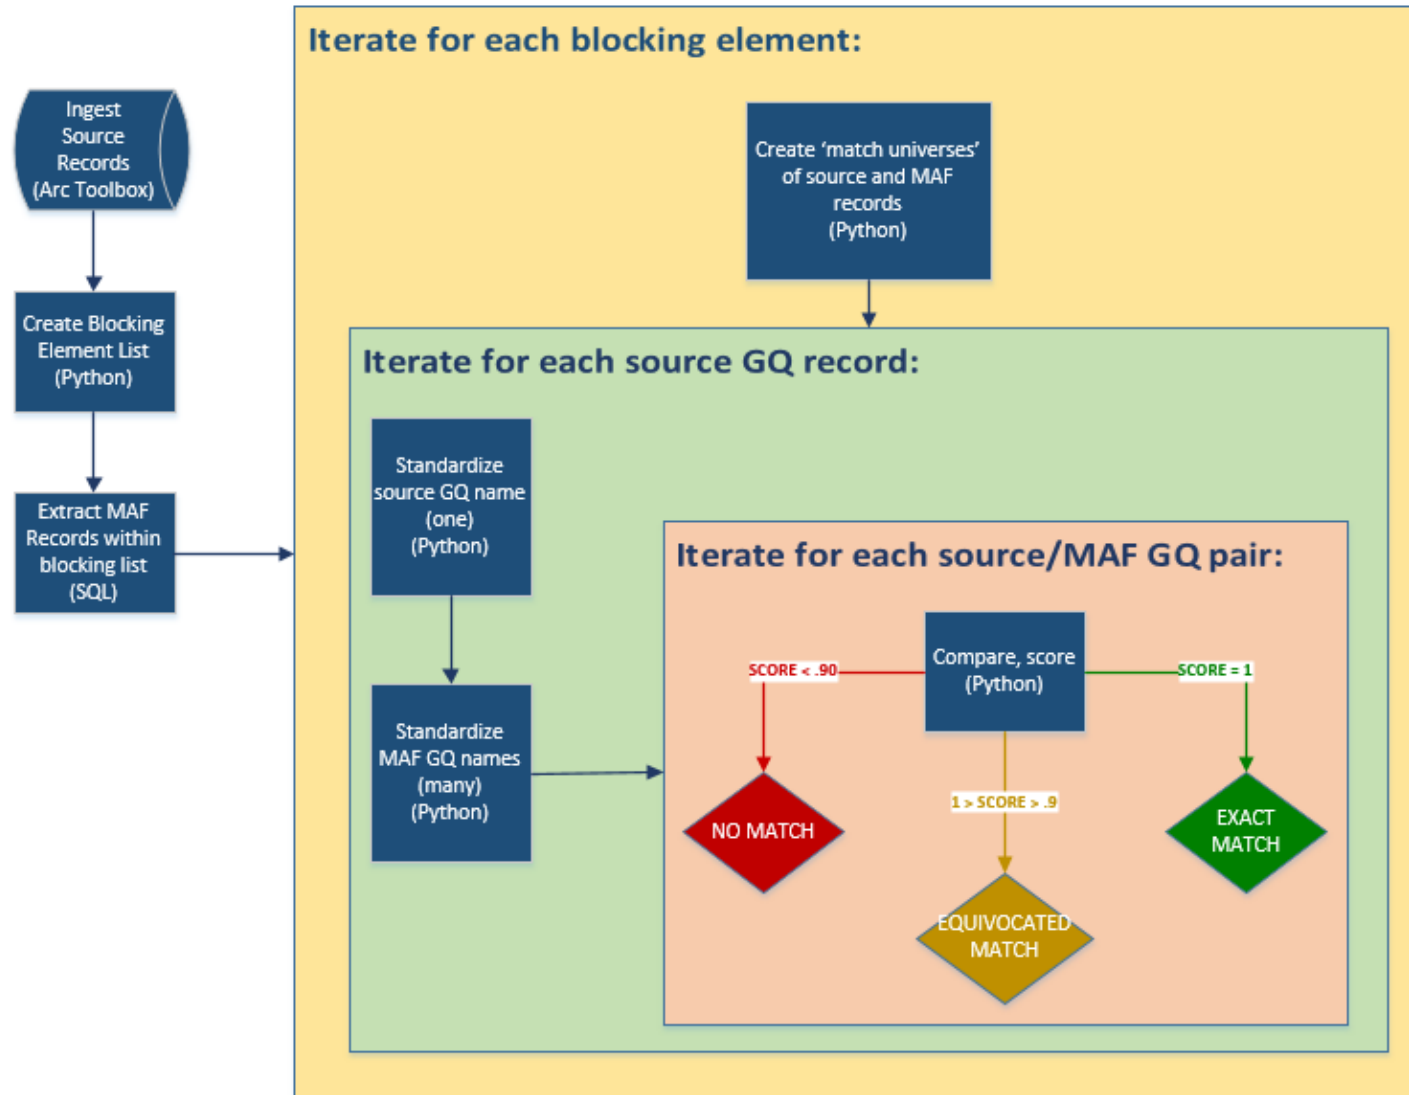 Iterate for each blocking element:
Ingest
Source
Records
(Arc Toolbox)
Create Blocking
Element List
(Python)
Extract MAF
Records within
blocking list
(SQL)
Create ‘match universes’
of source and MAF
records
(Python)
Iterate for each source GQ record:
Standardize
source GQ name
(one)
(Python)
Standardize
MAF GQ names
(many)
(Python)
Iterate for each source/MAF GQ pair:
Compare, score
(Python)
SCORE < .90
SCORE = 1
1 > SCORE > .9
NO MATCH
EXACT
MATCH
EQUIVOCATED
MATCH